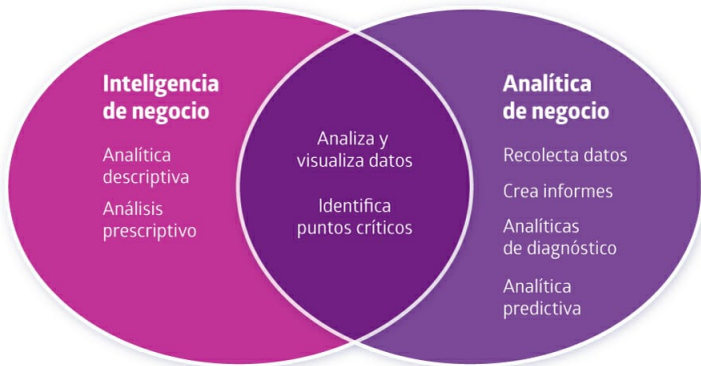 Inteligencia
de negocio
Analítica
descriptiva
Análisis
prescriptivo
Analiza y
visualiza datos
Identifica
puntos críticos
Analítica
de negocio
Recolecta datos
Crea informes
Analíticas
de diagnóstico
Analítica
predictiva